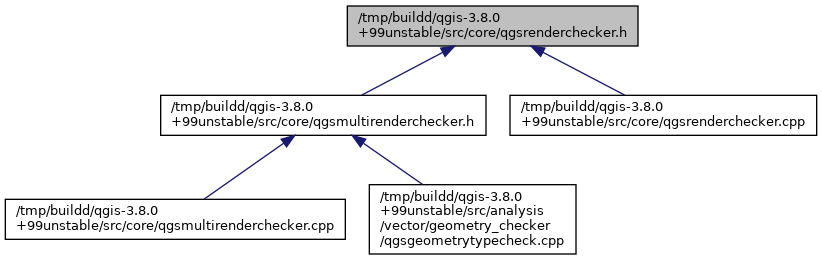 /tmp/buildd/qgis-3.8.0
+99unstable/src/core/qgsrenderchecker.h
/tmp/buildd/qgis-3.8.0
+99unstable/src/core/qgsmultirenderchecker.h
/tmp/buildd/qgis-3.8.0
+99unstable/src/core/qgsrenderchecker.cpp
/tmp/buildd/qgis-3.8.0
+99unstable/src/core/qgsmultirenderchecker.cpp
/tmp/buildd/qgis-3.8.0
+99unstable/src/analysis
/vector/geometry_checker
/qgsgeometrytypecheck.cpp